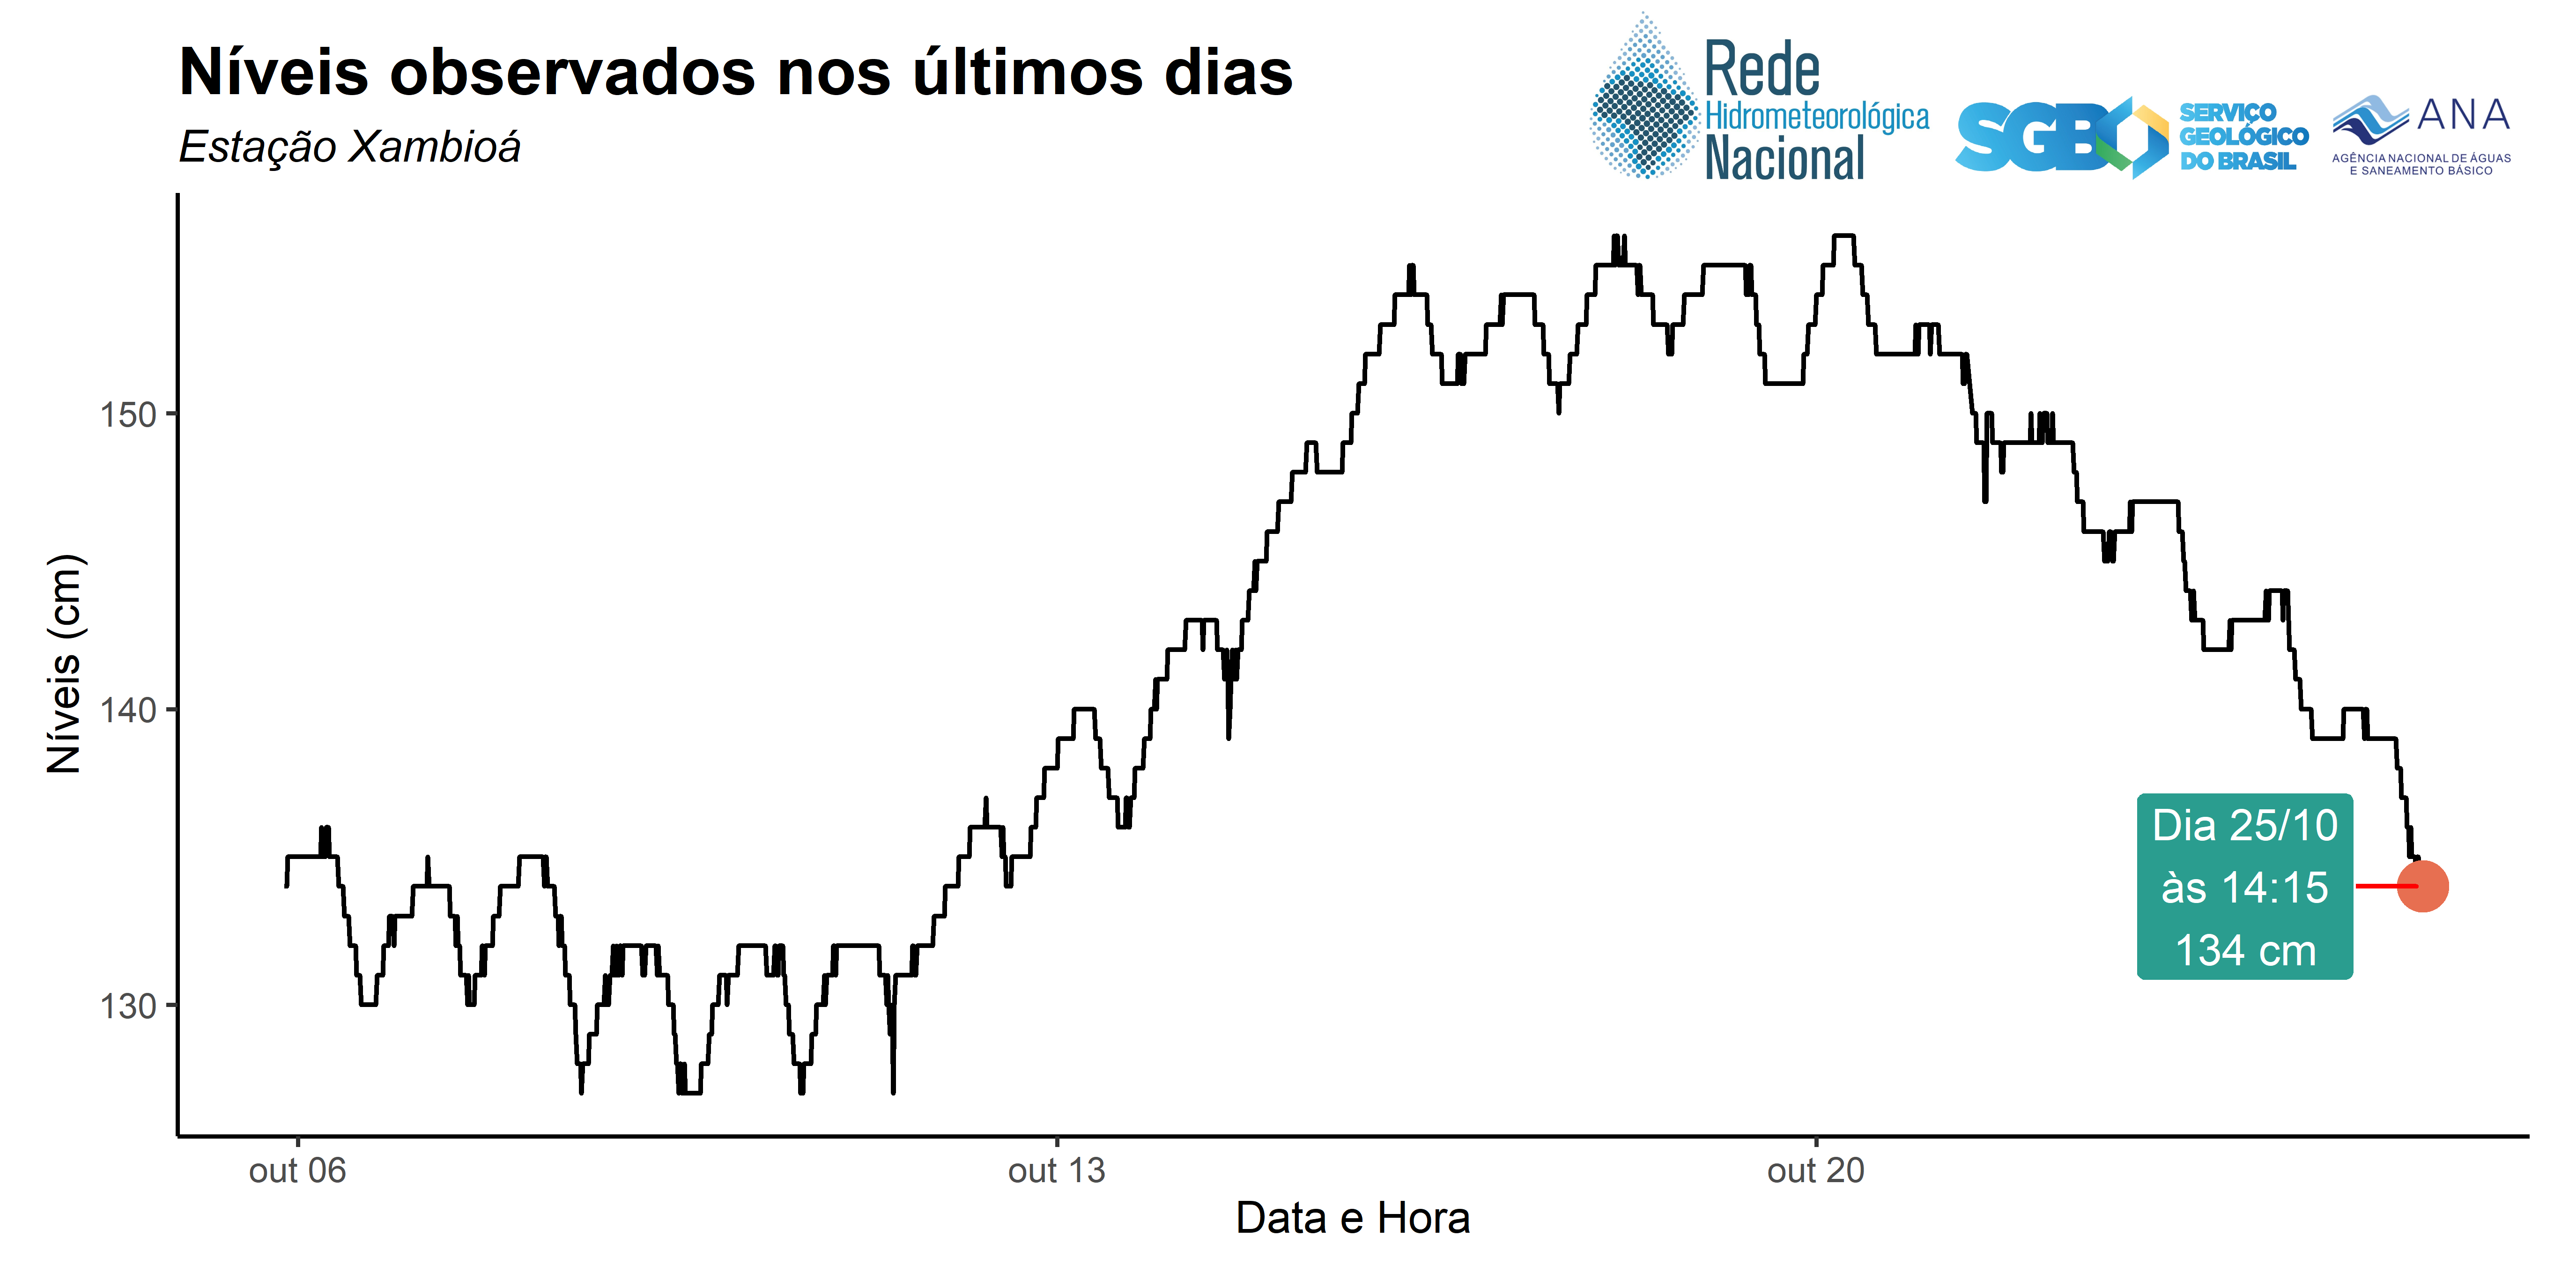 Níveis observados nos últimos dias
Estação Xambioá
Rede
Hidrometeorológica
Nacional
SGB
SERVIÇO
GEOLÓGICO
DO BRASIL
ANA
AGÊNCIA NACIONAL DE ÁGUAS
E SANEAMENTO BÁSICO
Níveis (cm)
150
140
130
Dia 25/10
às 14:15
134 cm
out 06
out 13
out 20
Data e Hora